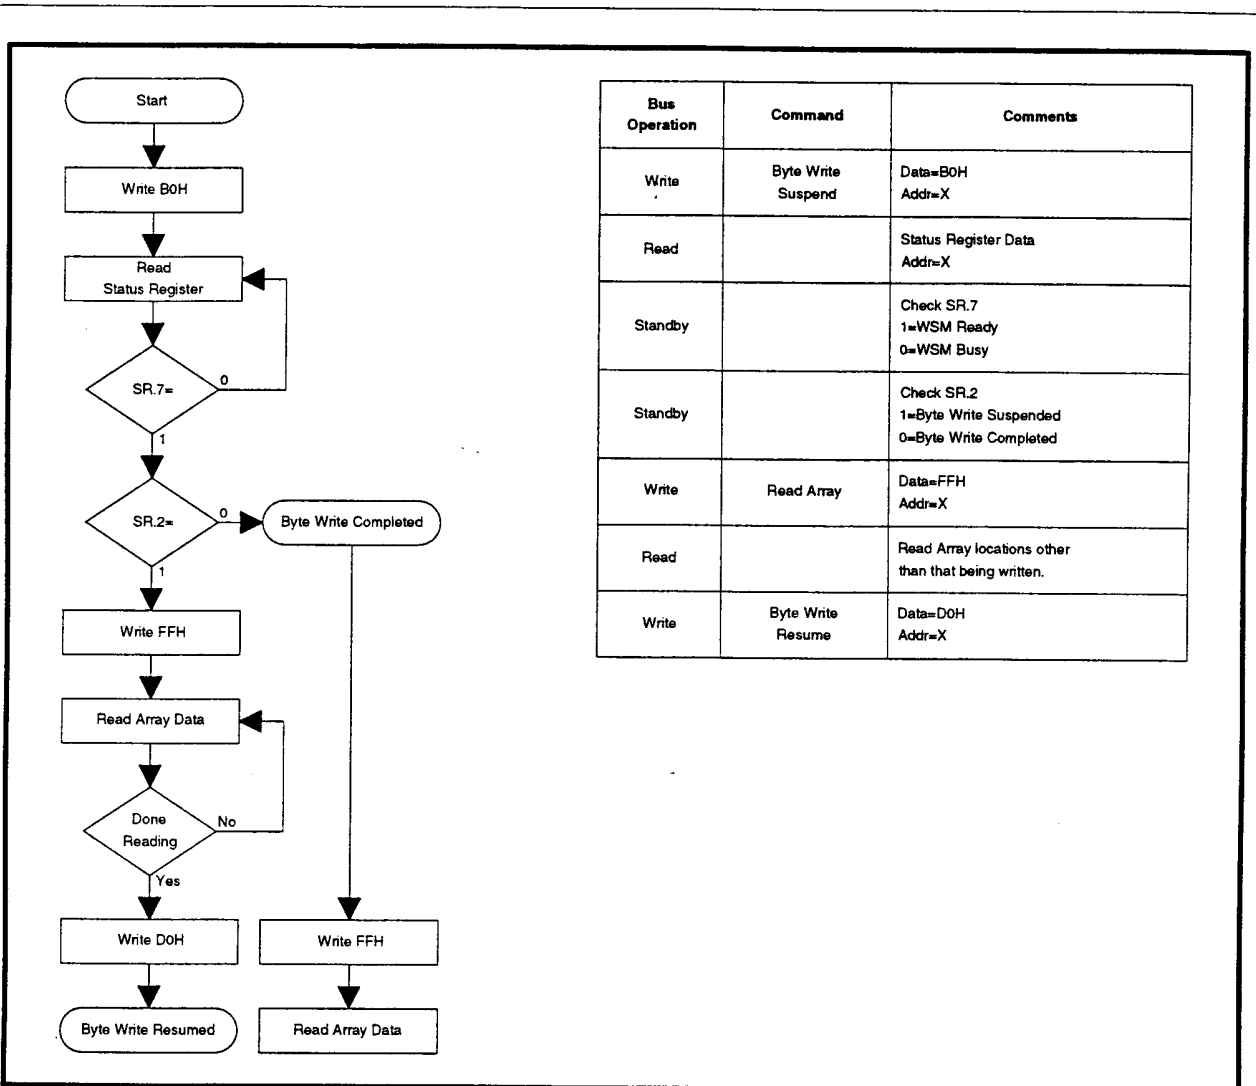 Start
Write B0H
Read
Status Register
SR.7=
0
1
SR.2=
0
Byte Write Completed
1
Write FFH
Read Array Data
Done
Reading
No
Yes
Write D0H
Write FFH
Byte Write Resumed
Read Array Data
Bus
Operation
Command
Comments
Write
Byte Write
Suspend
Data=B0H
Addr=X
Read
Status Register Data
Addr=X
Standby
Check SR.7
1=WSM Ready
0=WSM Busy
Standby
Check SR.2
1=Byte Write Suspended
0=Byte Write Completed
Write
Read Array
Data=FFH
Addr=X
Read
Read Array locations other
than that being written.
Write
Byte Write
Resume
Data=D0H
Addr=X